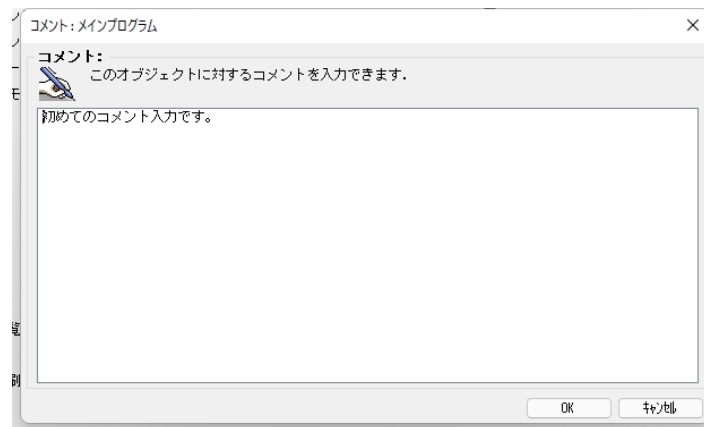 コメント：メインプログラム
コメント：
このオブジェクトに対するコメントを入力できます．
初めてのコメント入力です。
OK
ｷｬﾝｾﾙ